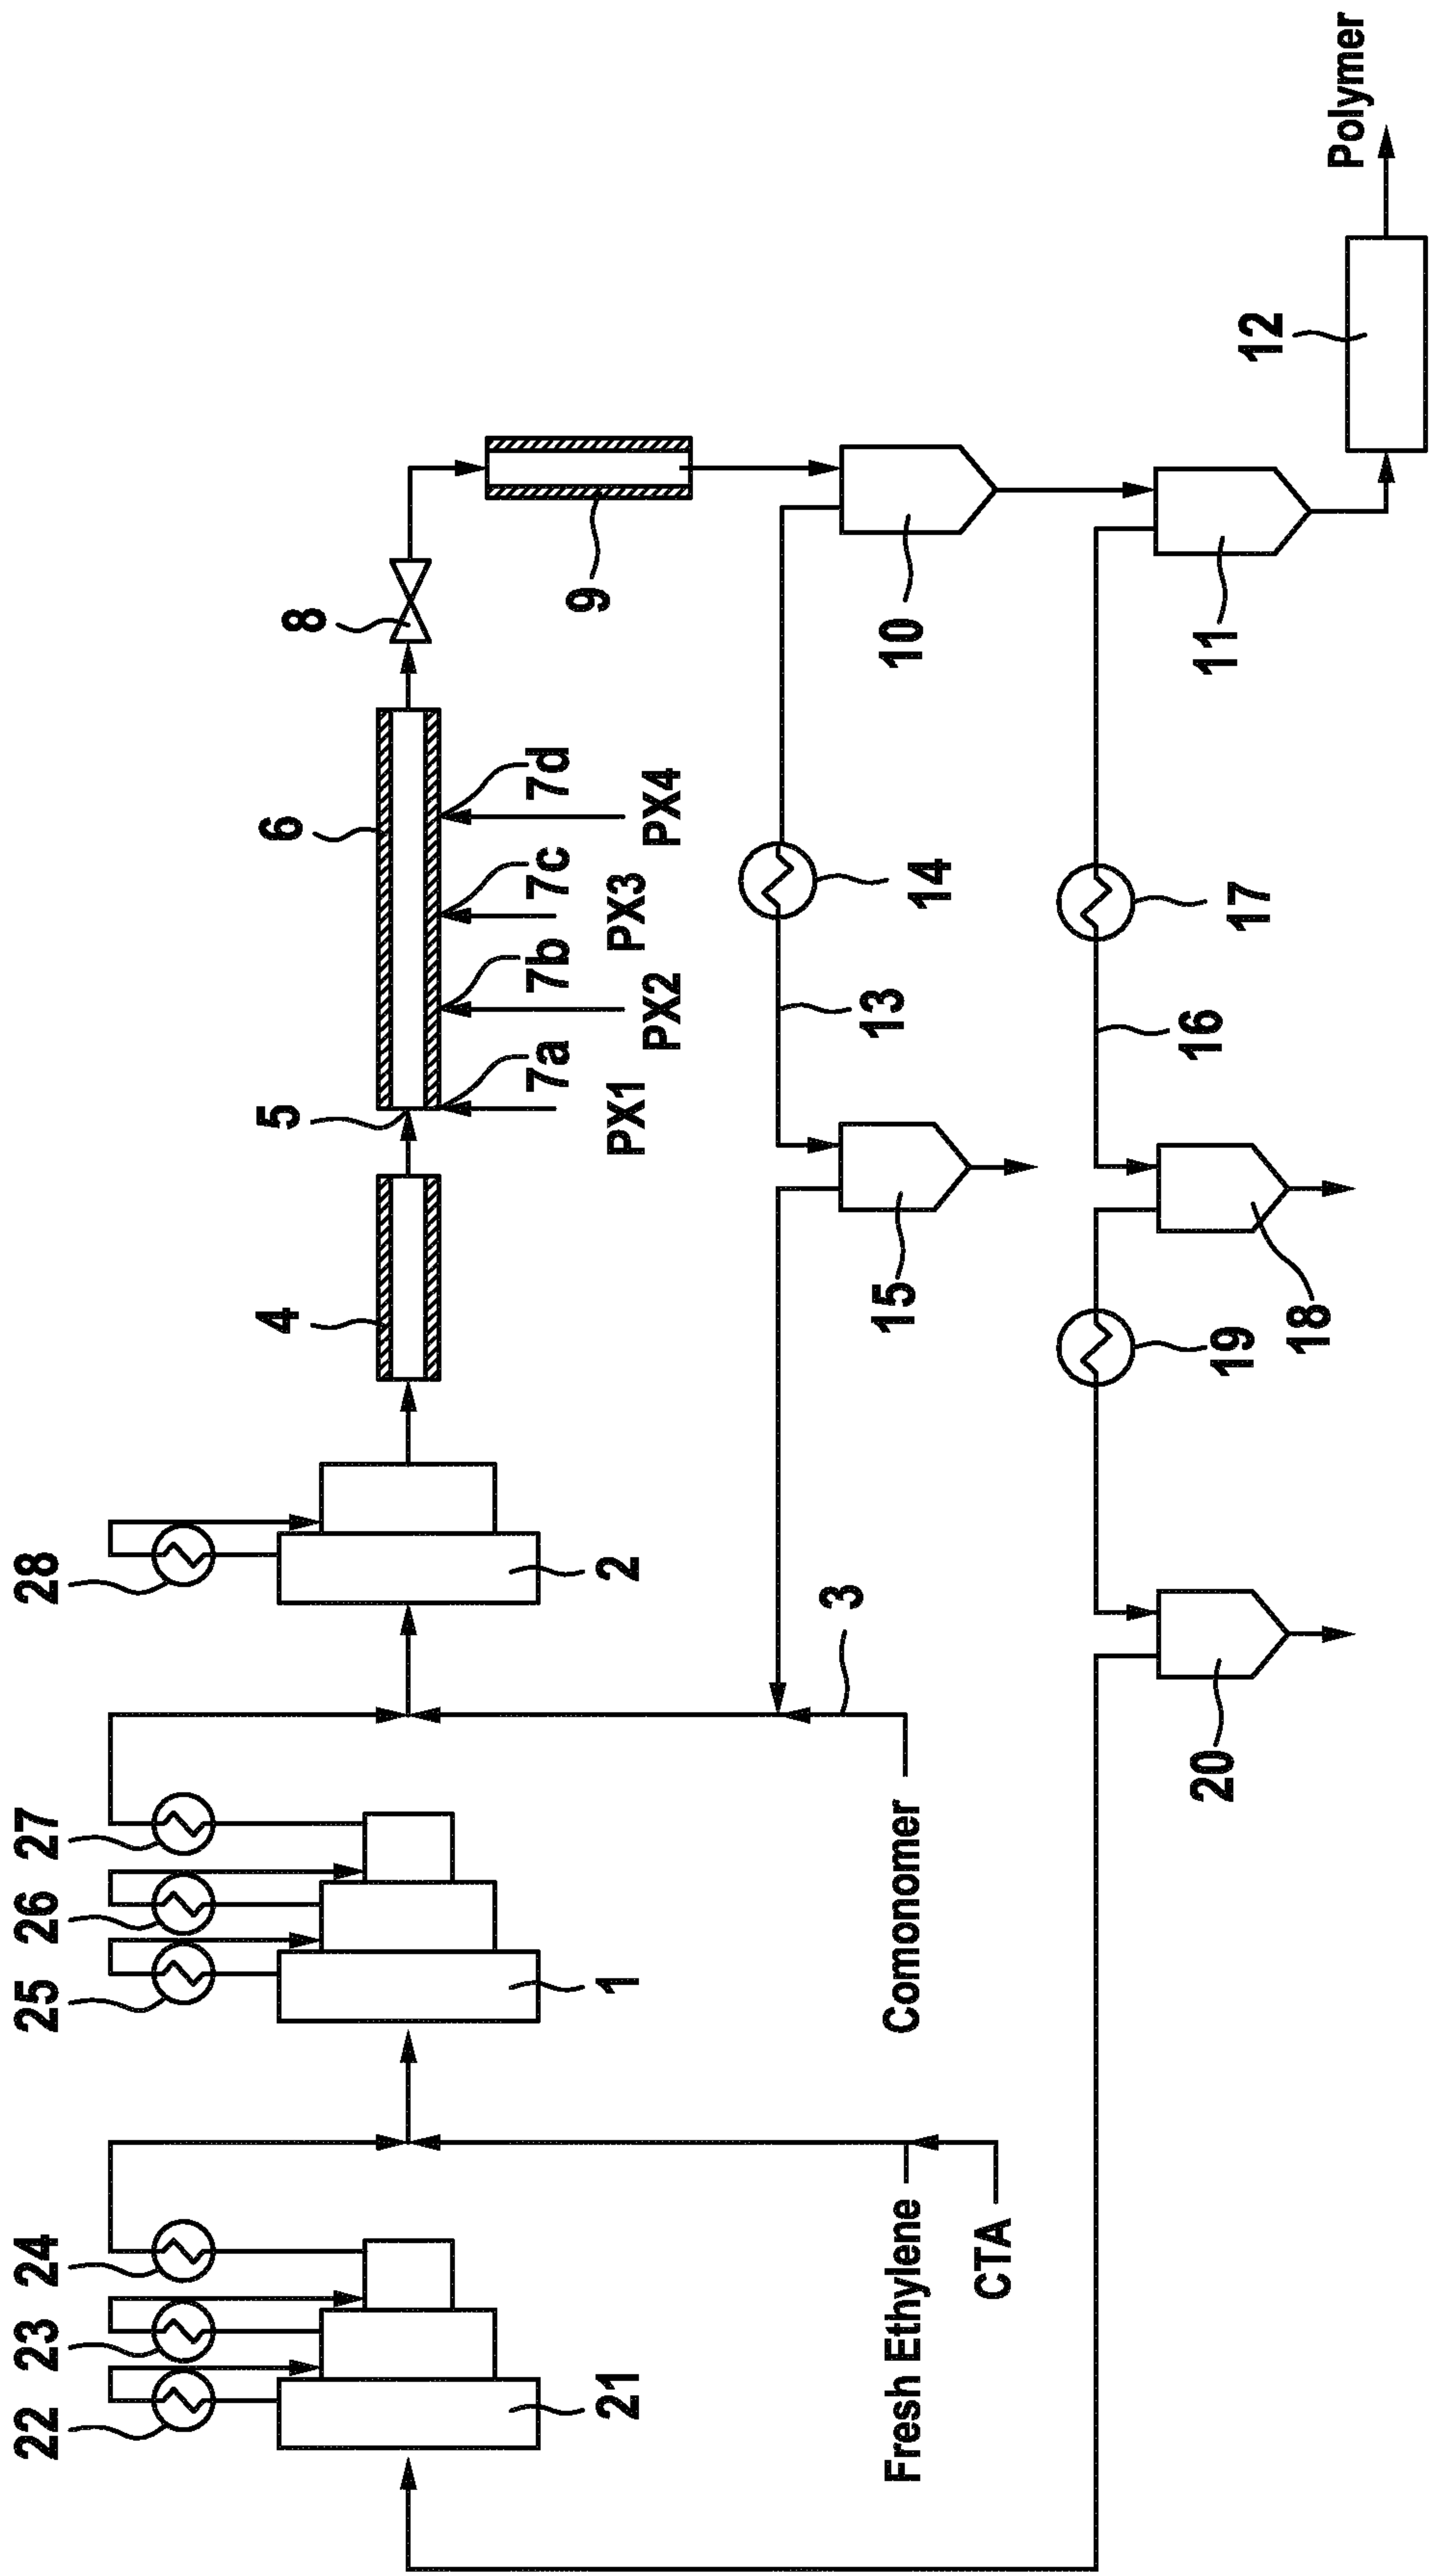 22
23
24
25
26
27
28
21
1
2
4
5
6
8
7a
7b
7c
7d
PX1
PX2
PX3
PX4
9
Fresh Ethylene
CTA
Comonomer
3
15
13
14
10
20
19
18
16
17
11
12
Polymer